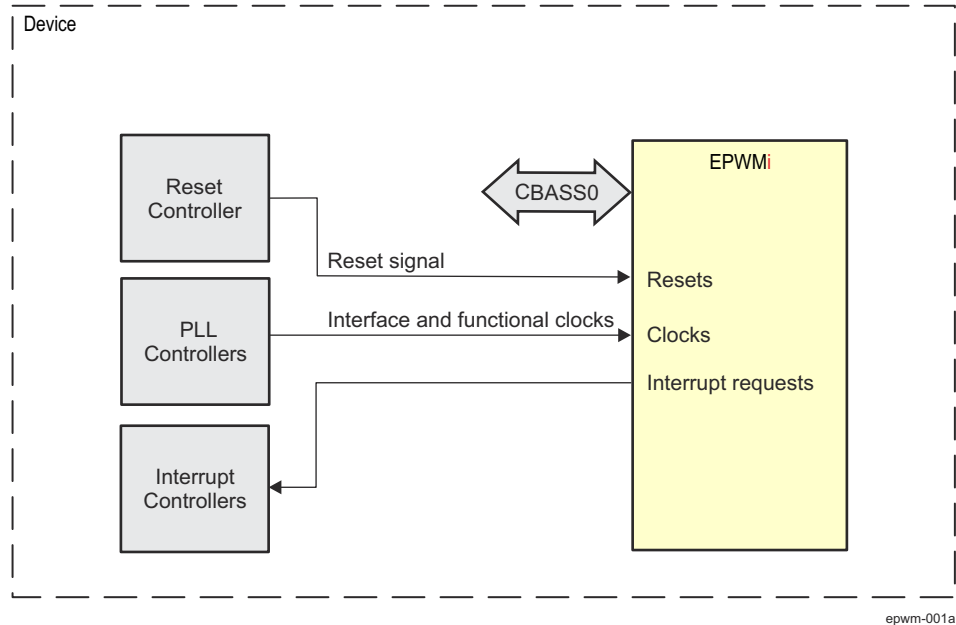 Device
Reset
Controller
CBASS0
EPWMi
Reset signal
Resets
PLL
Controllers
Interface and functional clocks
Clocks
Interrupt requests
Interrupt
Controllers
epwm-001a